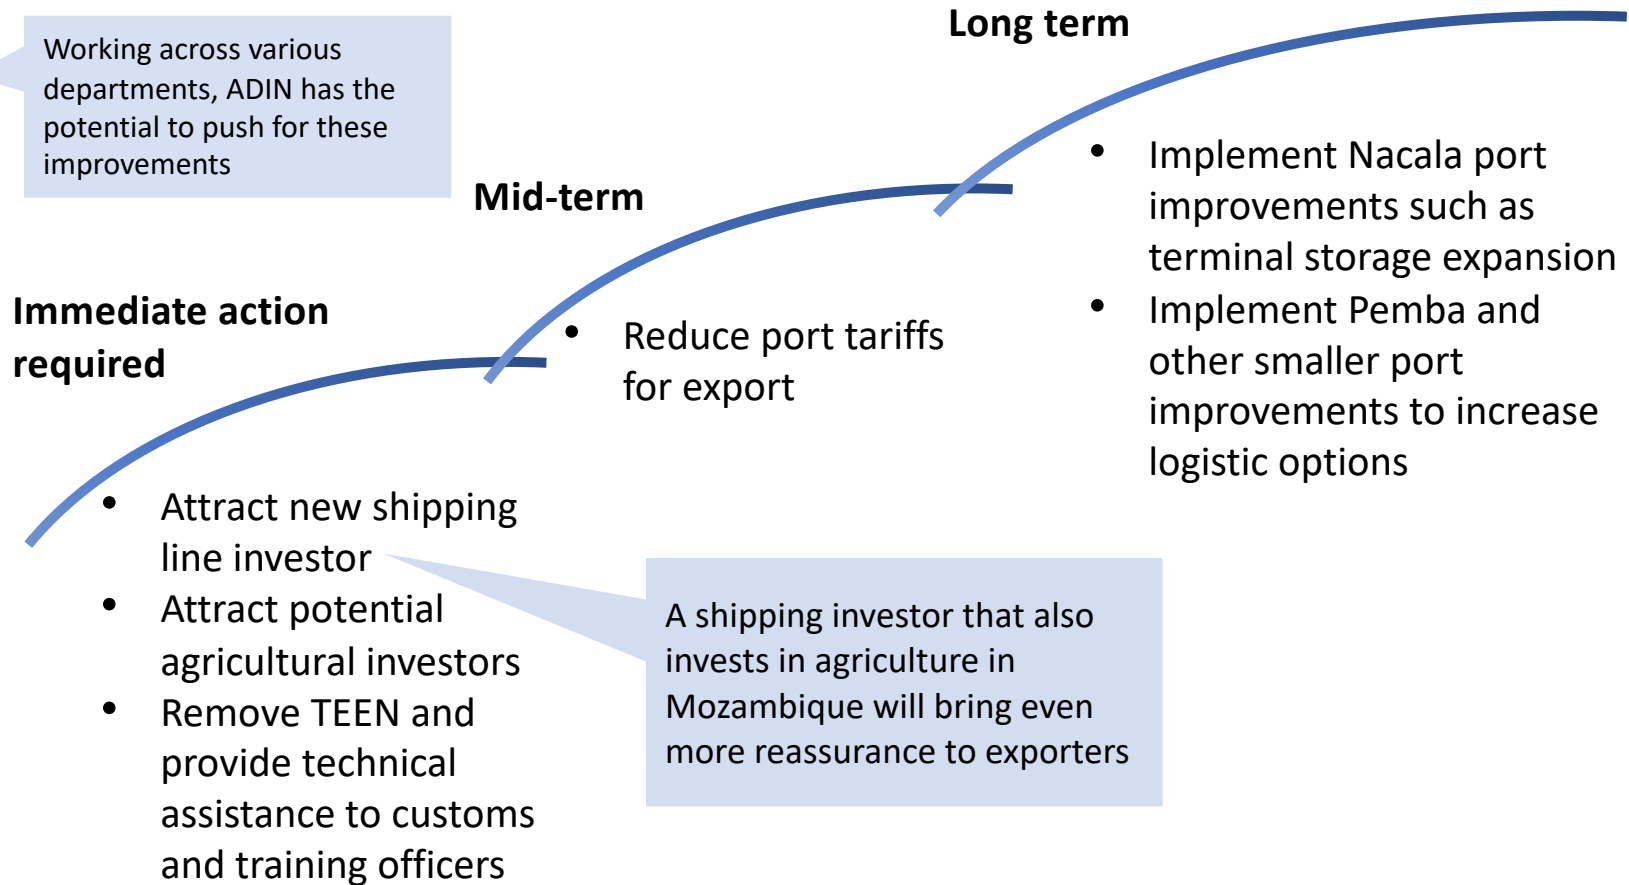 Working across various
departments, ADIN has the
potential to push for these
improvements
Immediate action
required
• Attract new shipping
line investor
• Attract potential
agricultural investors
• Remove TEEN and
provide technical
assistance to customs
and training officers
A shipping investor that also
invests in agriculture in
Mozambique will bring even
more reassurance to exporters
Mid-term
• Reduce port tariffs
for export
Long term
• Implement Nacala port
improvements such as
terminal storage expansion
• Implement Pemba and
other smaller port
improvements to increase
logistic options